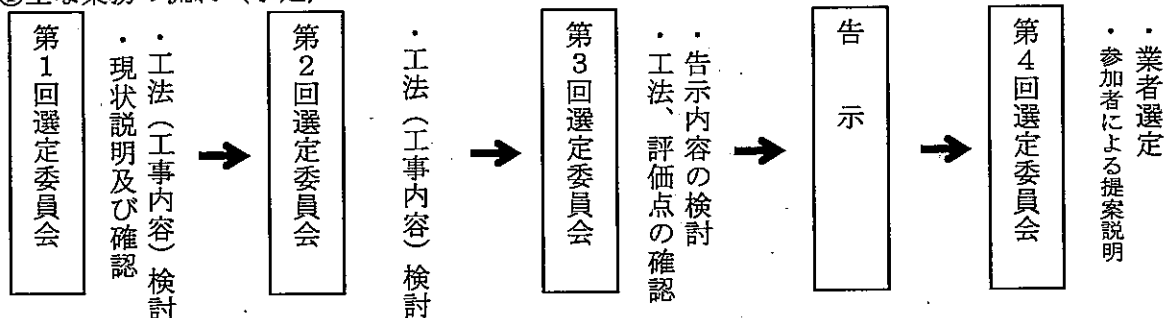 主な業務の流れ（予定）
第1回選定委員会
・現状説明及び確認
・工法（工事内容）検討
➔
第2回選定委員会
・工法（工事内容）検討
➔
第3回選定委員会
・工法、評価点の確認
・告示内容の検討
➔
告示
➔
第4回選定委員会
・参加者による提案説明
・業者選定